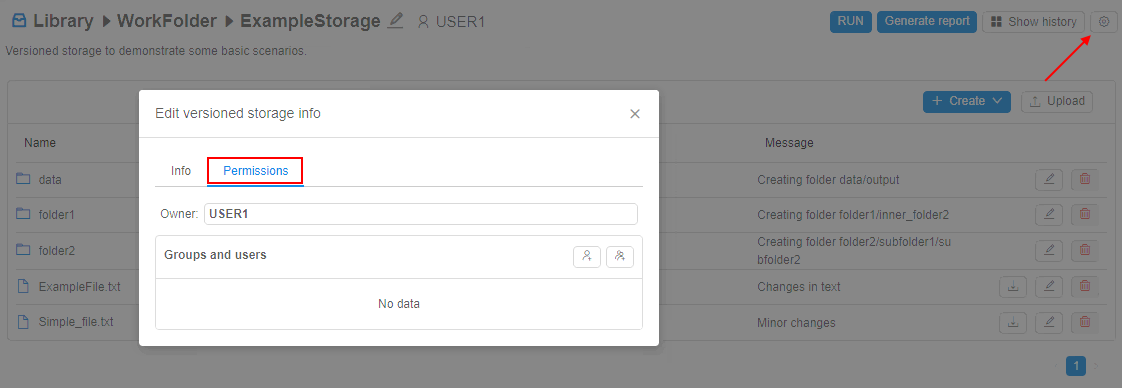 Library > WorkFolder > ExampleStorage USER1 RUN Generate report Show history
Versioned storage to demonstrate some basic scenarios.
+ Create Upload
Edit versioned storage info ×
Name Message
Info Permissions
data Creating folder data/output
Owner: USER1
folder1 Creating folder folder1/inner_folder2
folder2 Creating folder folder2/subfolder1/su
bfolder2
Groups and users
ExampleFile.txt Changes in text
No data
Simple_file.txt Minor changes
1